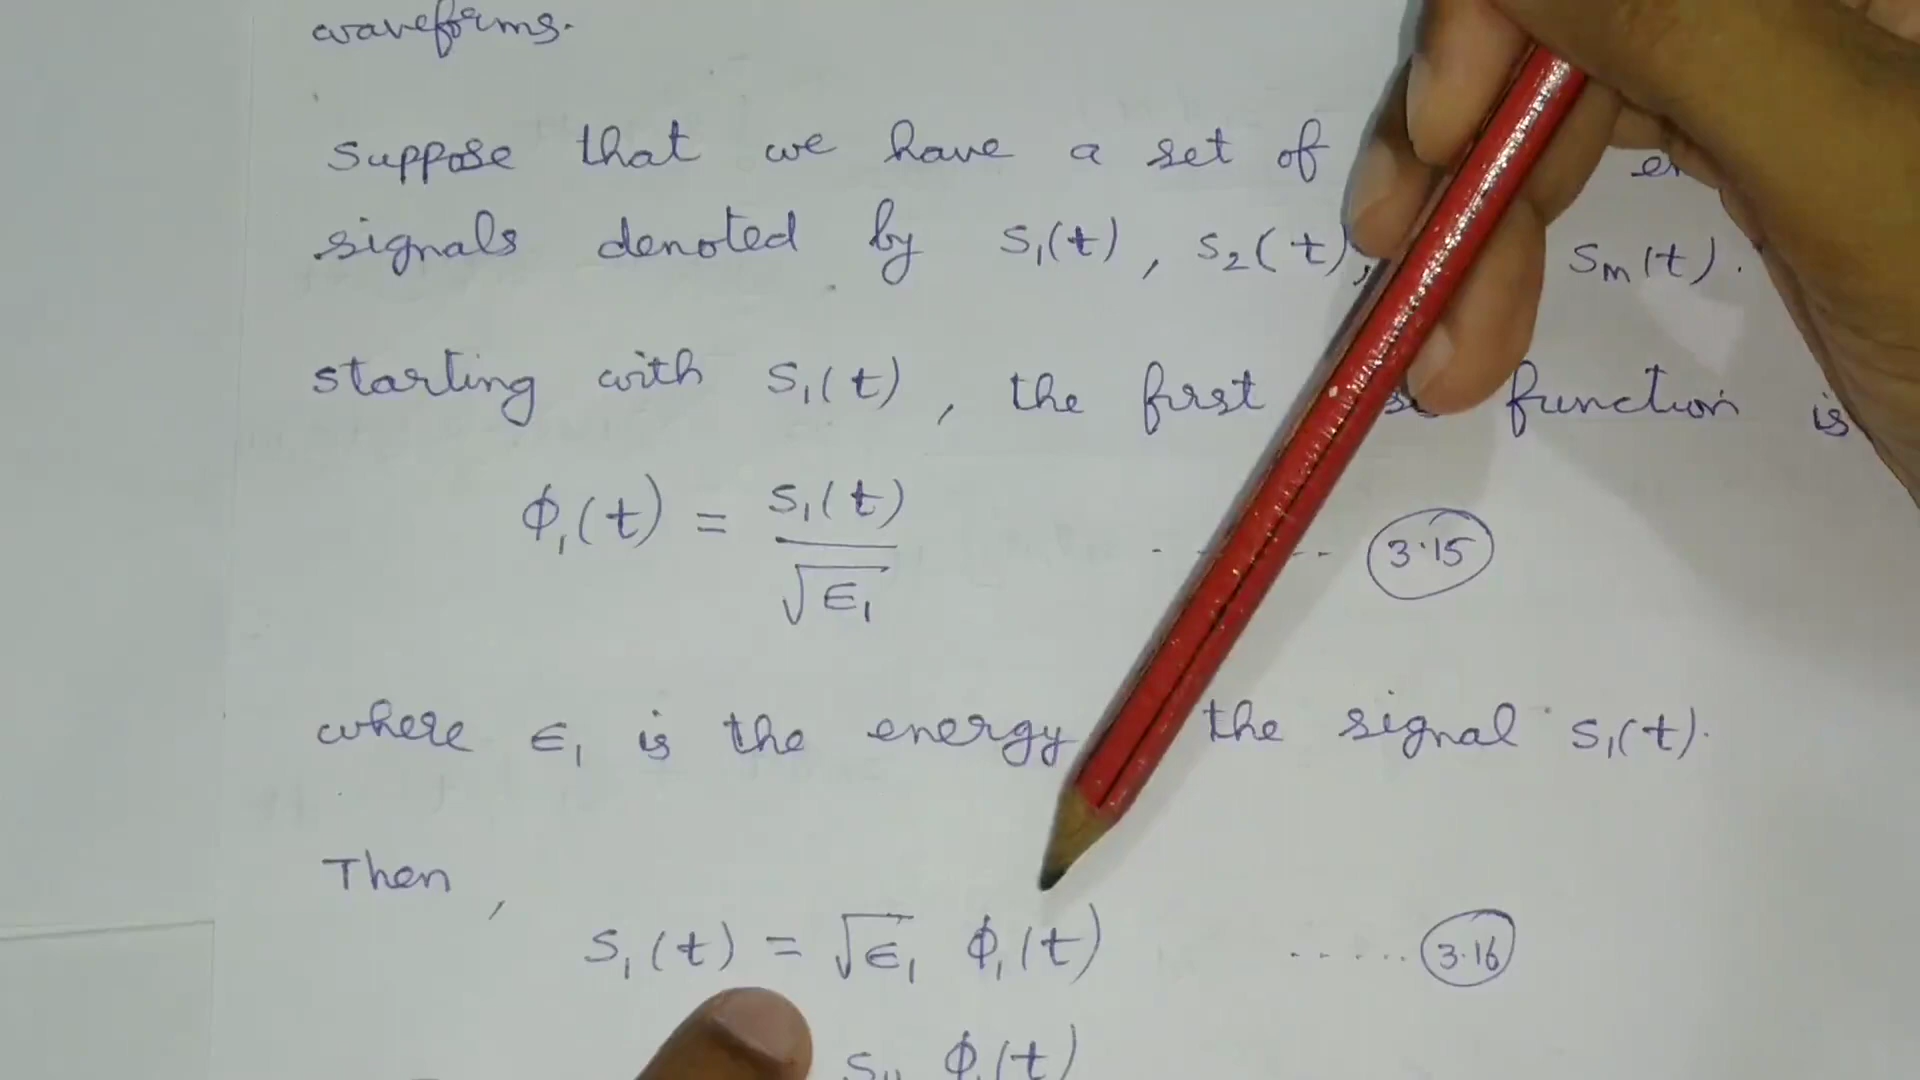 waveforms.
Suppose that we have a set of
signals denoted by S₁(t), S₂(t), Sm(t).
starting with S₁(t), the first function is
ϕ₁(t) = S₁(t) / √ϵ₁ ...... 3.15
where ϵ₁ is the energy the signal S₁(t).
Then,
S₁(t) = √ϵ₁ ϕ₁(t) ...... 3.16
S₁₁ ϕ₁(t)